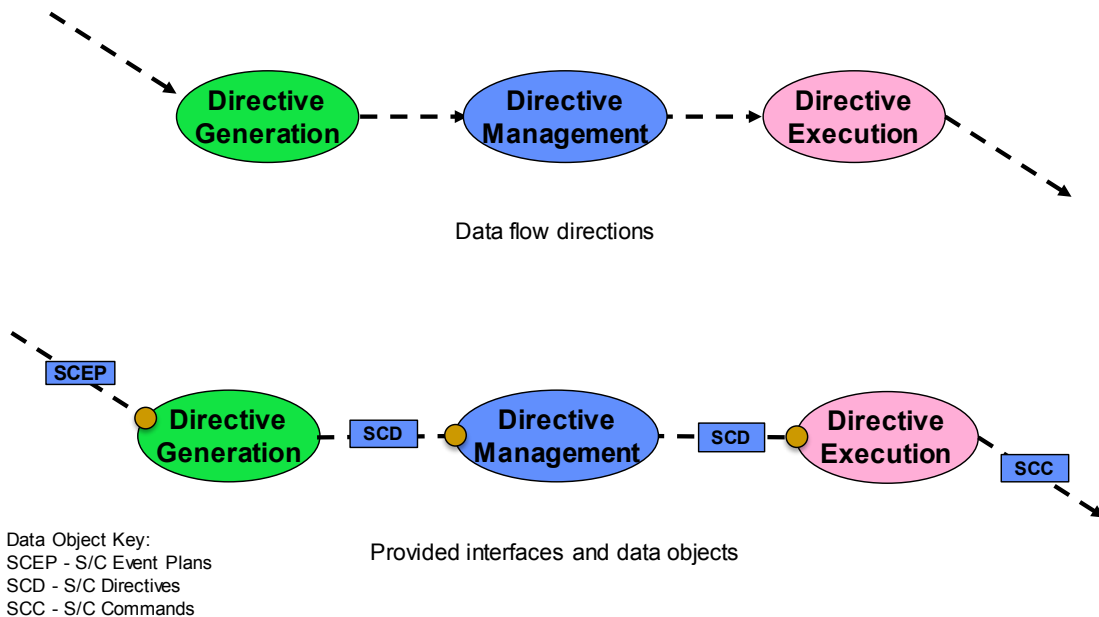 Directive
Generation
Directive
Management
Directive
Execution
Data flow directions
SCEP
Directive
Generation
SCD
Directive
Management
SCD
Directive
Execution
SCC
Data Object Key:
SCEP - S/C Event Plans
SCD - S/C Directives
SCC - S/C Commands
Provided interfaces and data objects